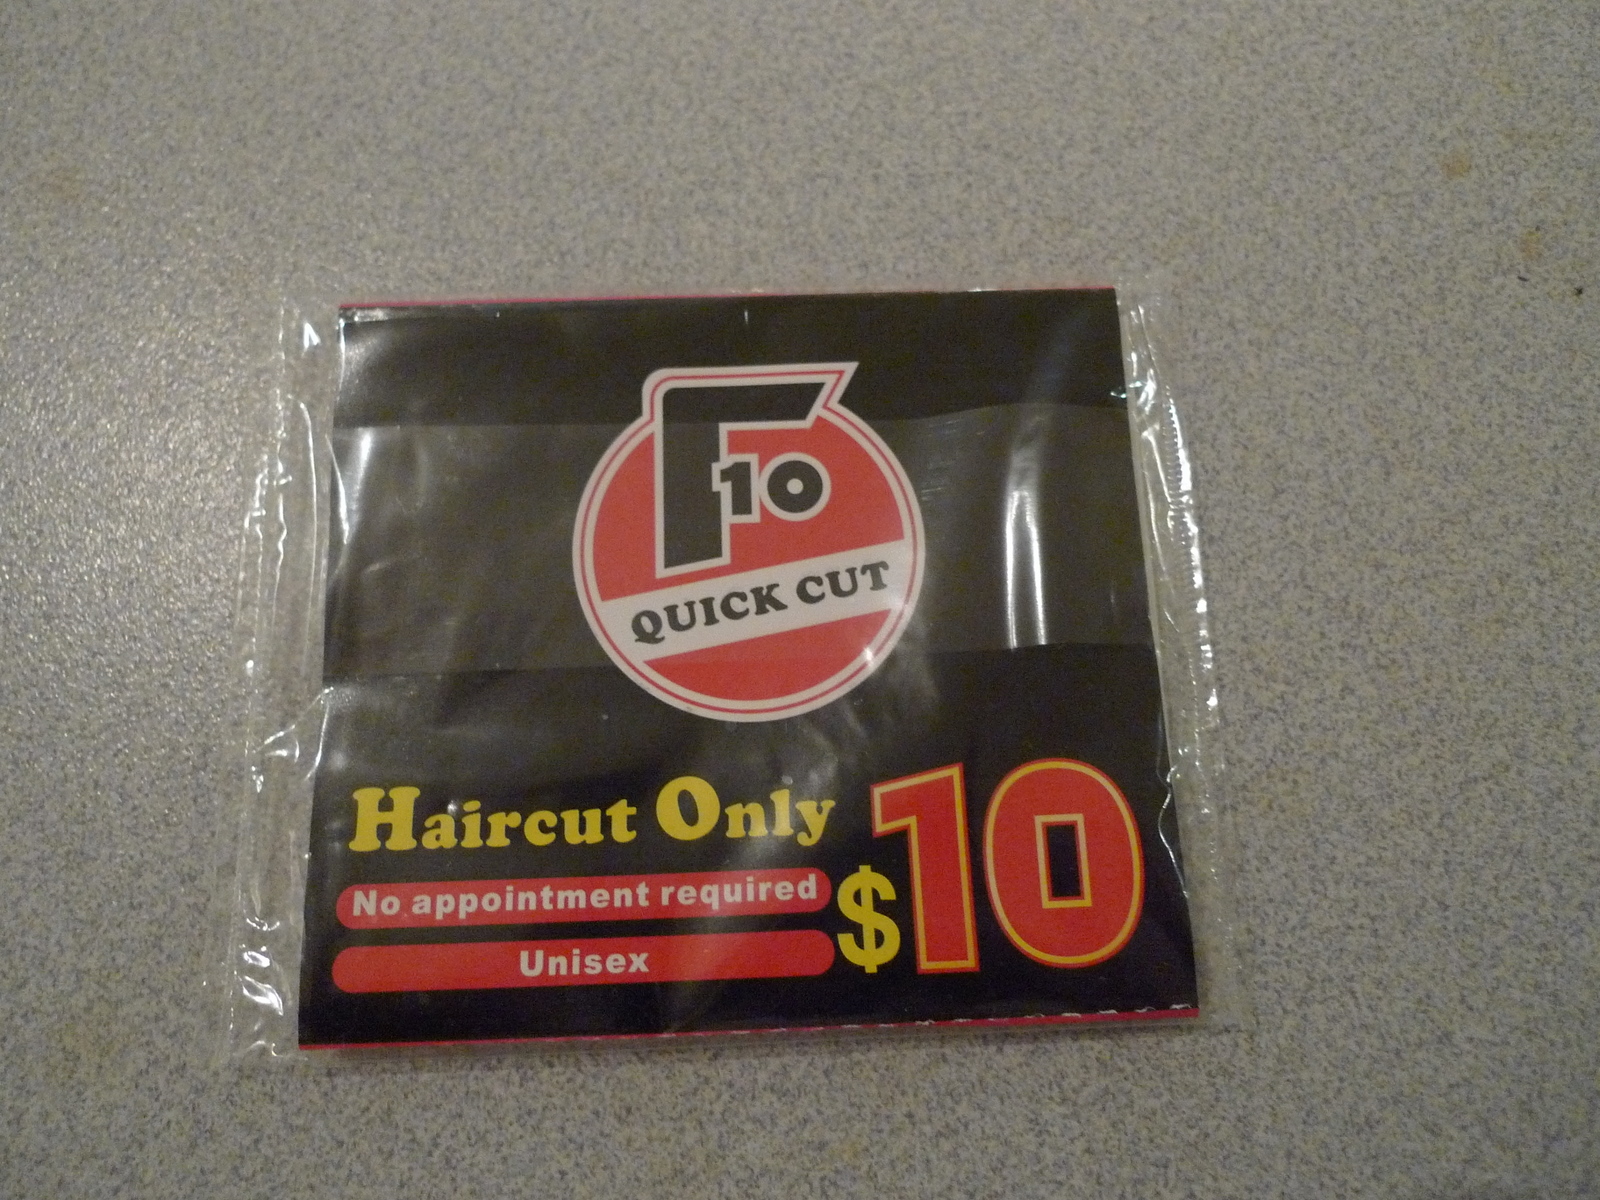 F10
QUICK CUT
Haircut Only
No appointment required
Unisex
$10